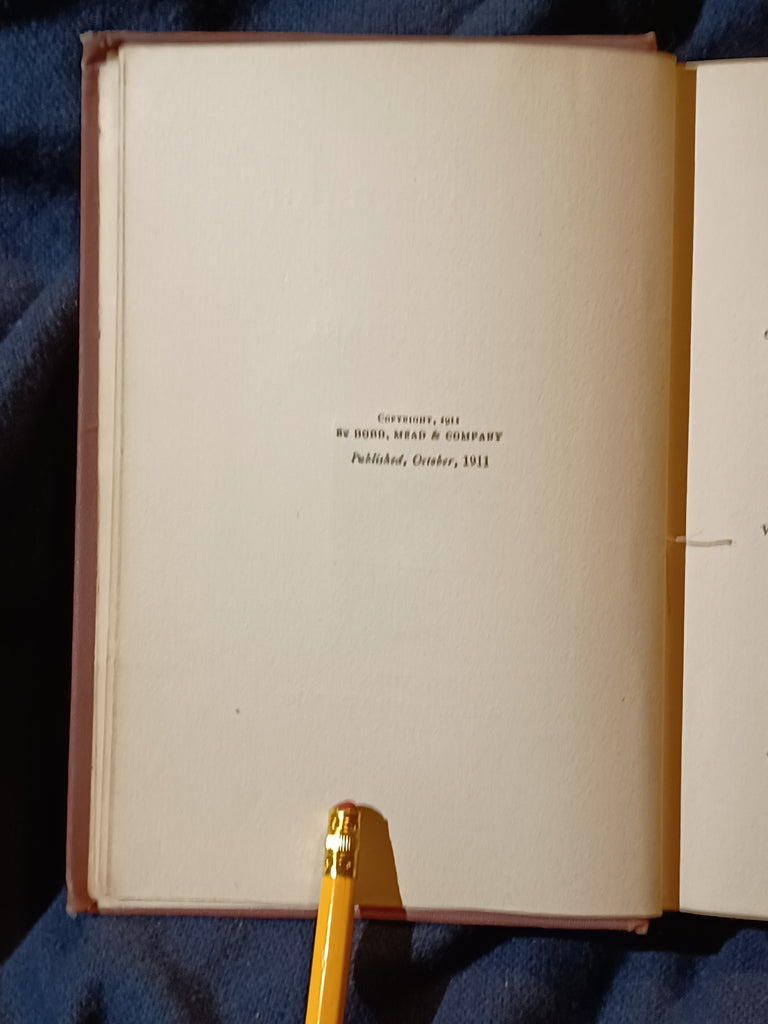 COPYRIGHT, 1911
BY DODD, MEAD & COMPANY
Published, October, 1911